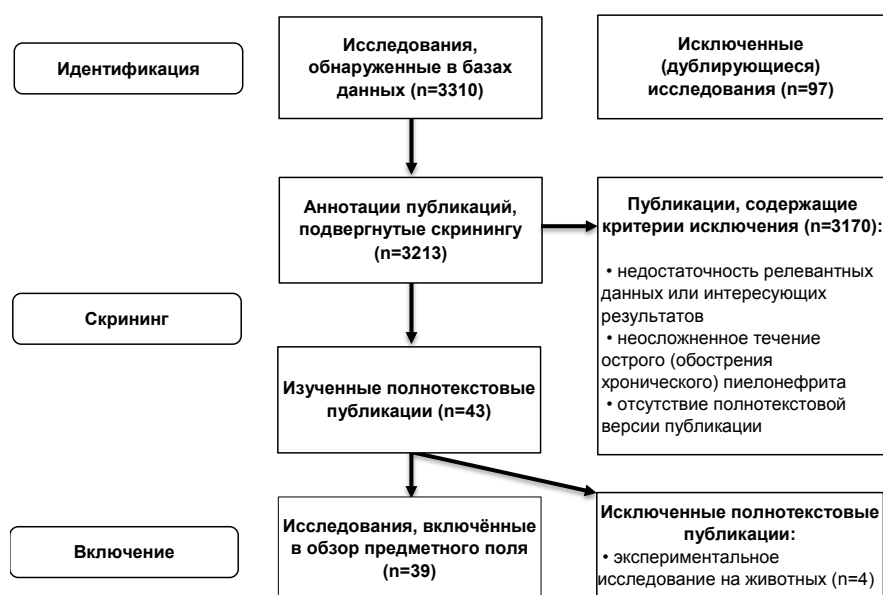 Идентификация
Исследования,
обнаруженные в базах
данных (n=3310)
Исключенные
(дублирующиеся)
исследования (n=97)
Аннотации публикаций,
подвергнутые скринингу
(n=3213)
Публикации, содержащие
критерии исключения (n=3170):
• недостаточность релевантных
данных или интересующих
результатов
• неосложненное течение
острого (обострения
хронического) пиелонефрита
• отсутствие полнотекстовой
версии публикации
Скрининг
Изученные полнотекстовые
публикации (n=43)
Включение
Исследования, включённые
в обзор предметного поля
(n=39)
Исключенные полнотекстовые
публикации:
• экспериментальное
исследование на животных (n=4)